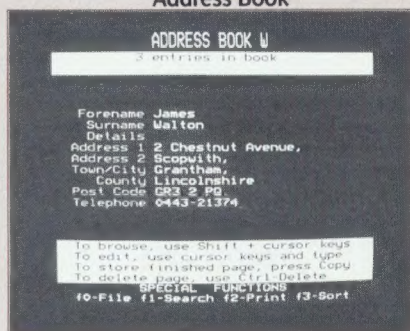 Address Book
ADDRESS BOOK W
3 entries in book
Forename James
Surname Walton
Details
Address 1 2 Chestnut Avenue,
Address 2 Scopwith,
Town/City Grantham,
County Lincolnshire
Post Code GR3 2 PQ
Telephone 0443-21374
To browse, use Shift + cursor keys
To edit, use cursor keys and type
To store finished page, press Copy
To delete page, use Ctrl-Delete
SPECIAL FUNCTIONS
f0-File f1-Search f2-Print f3-Sort